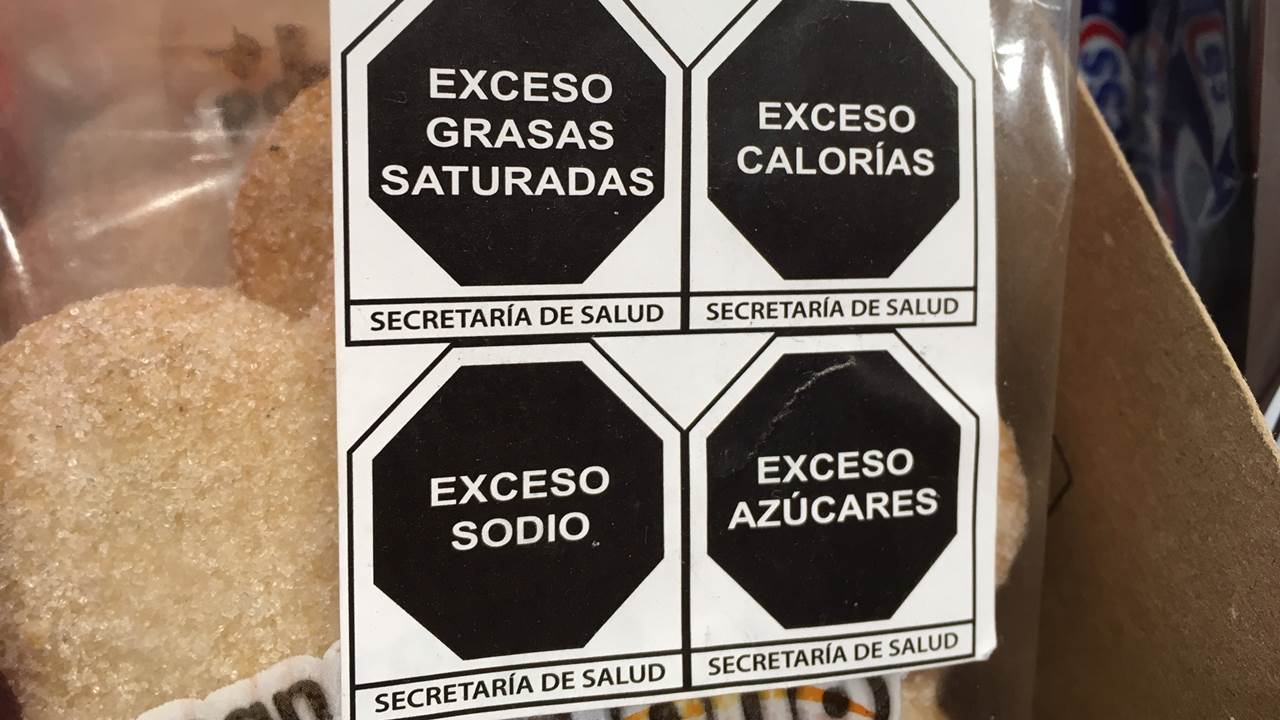 EXCESO
GRASAS
SATURADAS
SECRETARÍA DE SALUD
EXCESO
CALORÍAS
SECRETARÍA DE SALUD
EXCESO
SODIO
SECRETARÍA DE SALUD
EXCESO
AZÚCARES
SECRETARÍA DE SALUD